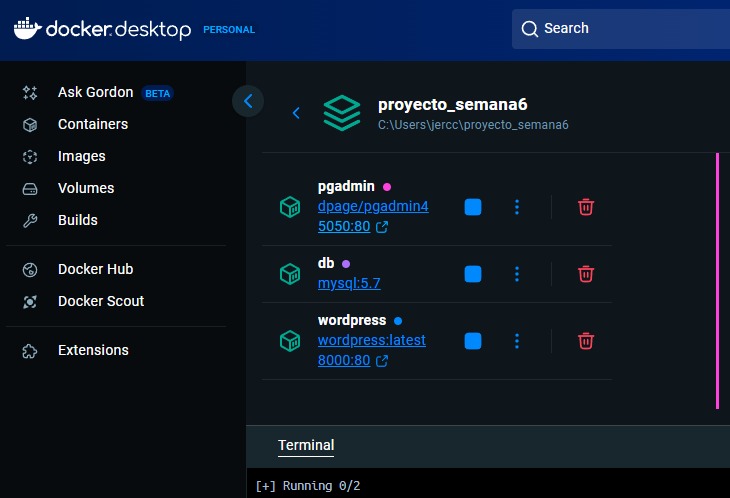 docker.desktop PERSONAL
Search
Ask Gordon BETA
Containers
Images
Volumes
Builds
Docker Hub
Docker Scout
Extensions
proyecto_semana6
C:\Users\jercc\proyecto_semana6
pgadmin
dpage/pgadmin4
5050:80
db
mysql:5.7
wordpress
wordpress:latest
8000:80
Terminal
[+] Running 0/2